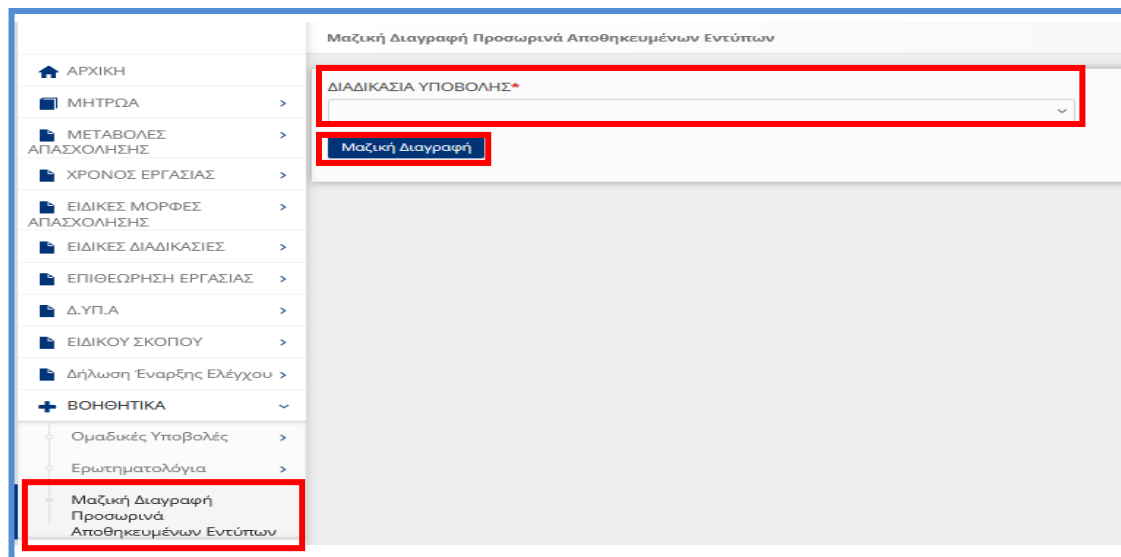 Μαζική Διαγραφή Προσωρινά Αποθηκευμένων Εντύπων
ΑΡΧΙΚΗ
ΜΗΤΡΩΑ
ΜΕΤΑΒΟΛΕΣ
ΑΠΑΣΧΟΛΗΣΗΣ
ΧΡΟΝΟΣ ΕΡΓΑΣΙΑΣ
ΕΙΔΙΚΕΣ ΜΟΡΦΕΣ
ΑΠΑΣΧΟΛΗΣΗΣ
ΕΙΔΙΚΕΣ ΔΙΑΔΙΚΑΣΙΕΣ
ΕΠΙΘΕΩΡΗΣΗ ΕΡΓΑΣΙΑΣ
Δ.ΥΠ.Α
ΕΙΔΙΚΟΥ ΣΚΟΠΟΥ
Δήλωση Έναρξης Ελέγχου
ΒΟΗΘΗΤΙΚΑ
Ομαδικές Υποβολές
Ερωτηματολόγια
Μαζική Διαγραφή
Προσωρινά
Αποθηκευμένων Εντύπων
ΔΙΑΔΙΚΑΣΙΑ ΥΠΟΒΟΛΗΣ*
Μαζική Διαγραφή